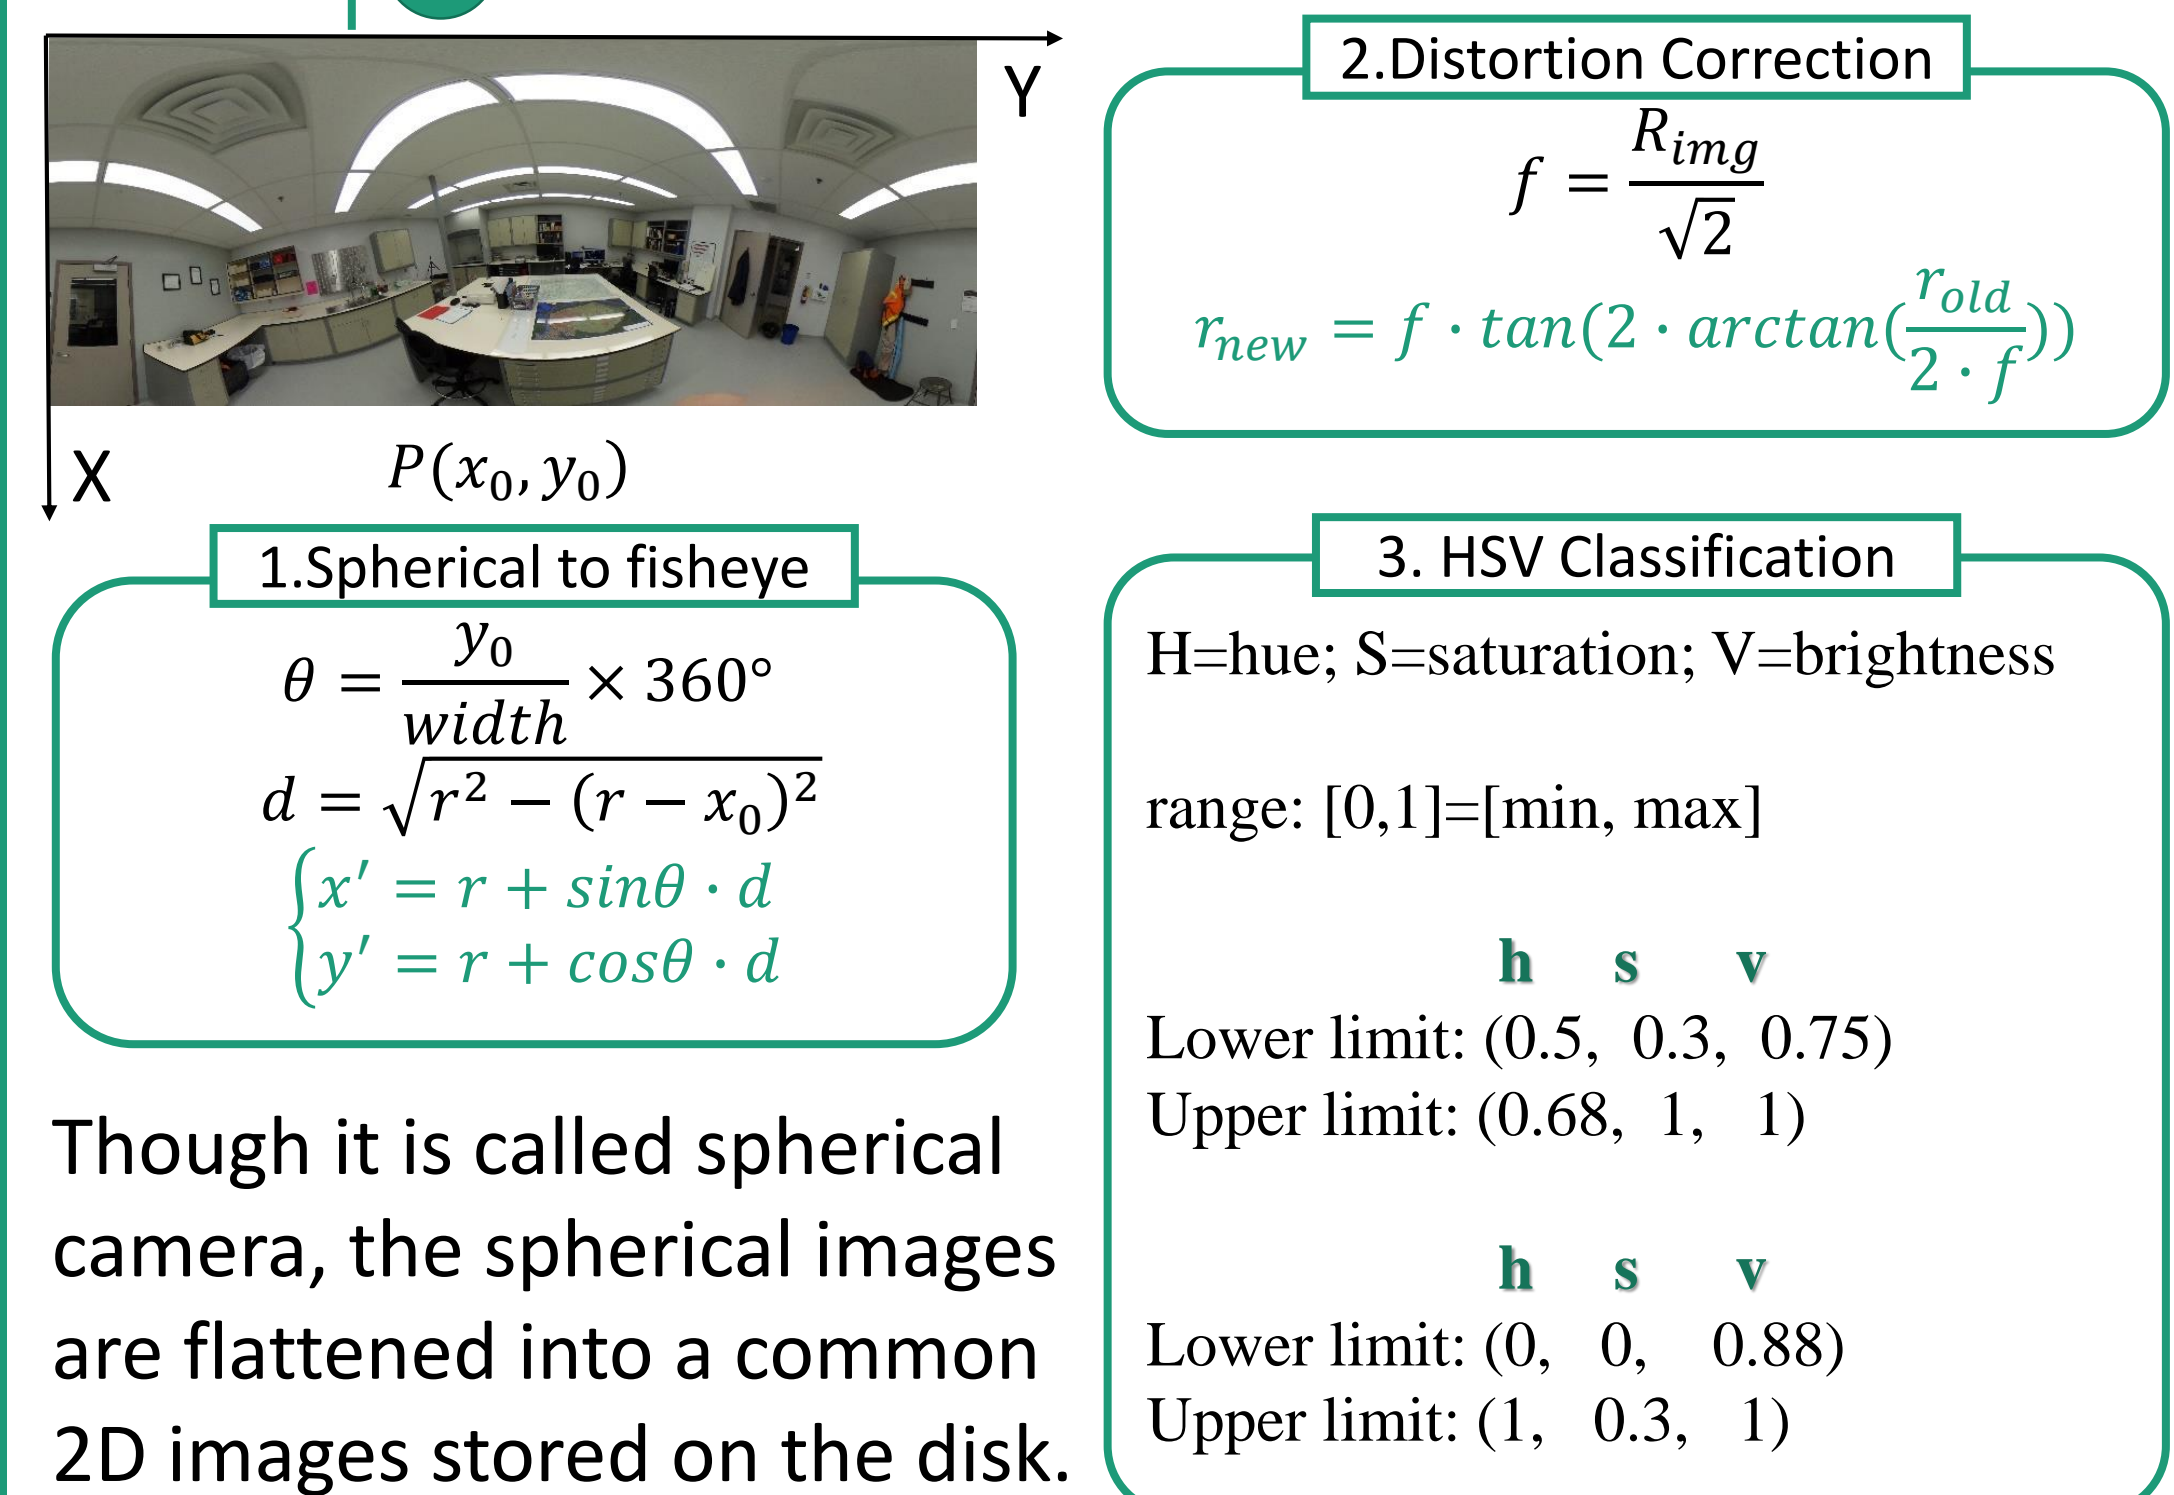 Y
X
P(x₀, y₀)
1.Spherical to fisheye
θ = y₀/width × 360°
d = √(r² − (r − x₀)²)
x′ = r + sinθ · d
y′ = r + cosθ · d
Though it is called spherical
camera, the spherical images
are flattened into a common
2D images stored on the disk.
2.Distortion Correction
f = R_img/√2
r_new = f · tan(2 · arctan(r_old/(2 · f)))
3. HSV Classification
H=hue; S=saturation; V=brightness
range: [0,1]=[min, max]
h s v
Lower limit: (0.5, 0.3, 0.75)
Upper limit: (0.68, 1, 1)
h s v
Lower limit: (0, 0, 0.88)
Upper limit: (1, 0.3, 1)